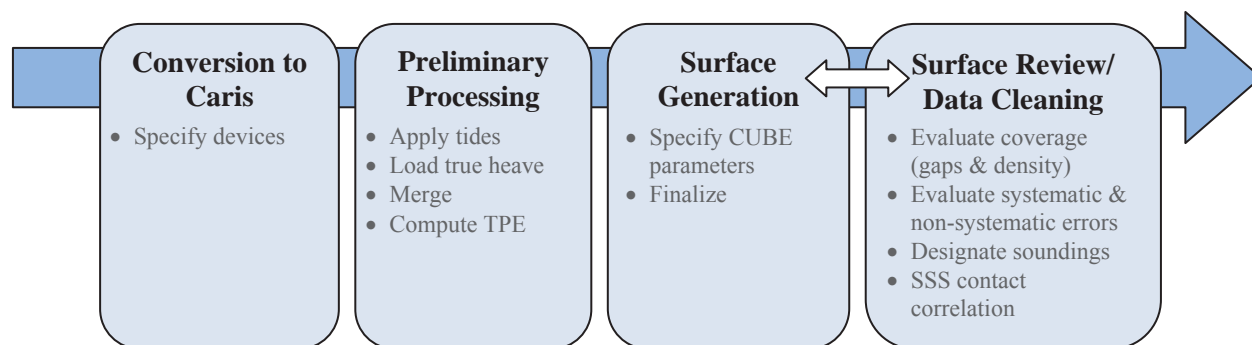 Conversion to
Caris
• Specify devices
Preliminary
Processing
• Apply tides
• Load true heave
• Merge
• Compute TPE
Surface
Generation
• Specify CUBE
parameters
• Finalize
Surface Review/
Data Cleaning
• Evaluate coverage
(gaps & density)
• Evaluate systematic &
non-systematic errors
• Designate soundings
• SSS contact
correlation